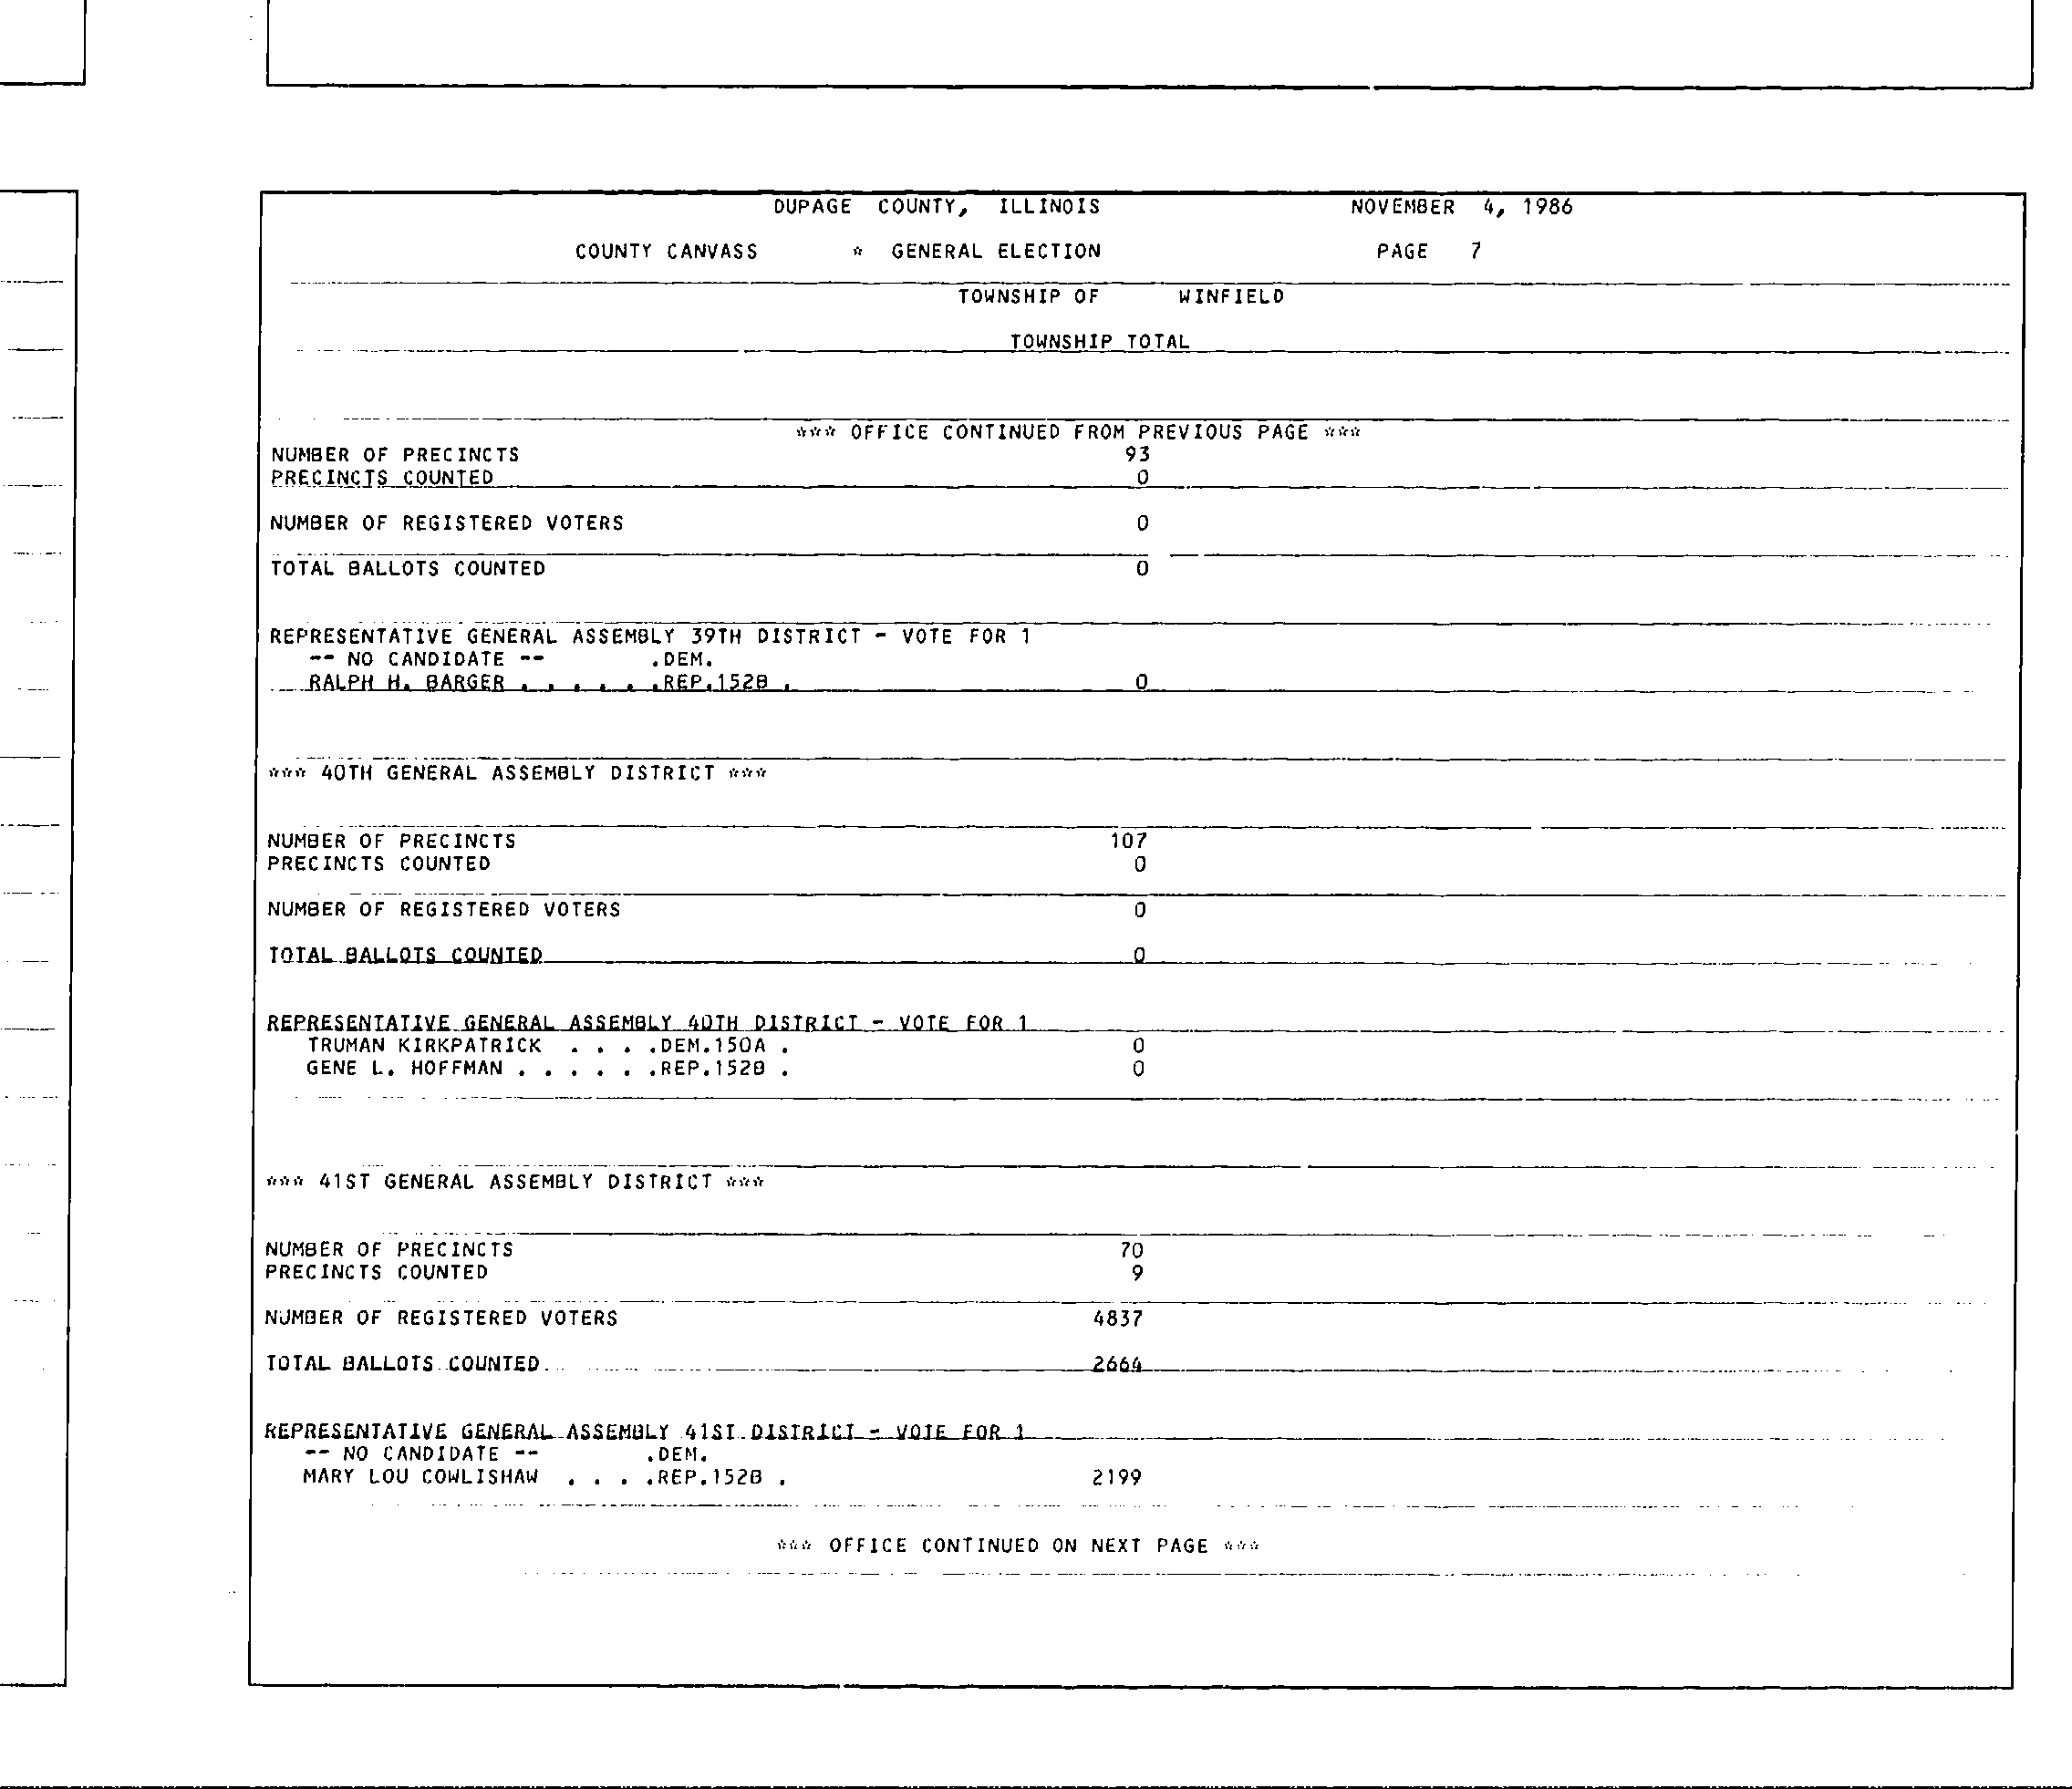 DUPAGE COUNTY, ILLINOIS NOVEMBER 4, 1986
COUNTY CANVASS * GENERAL ELECTION PAGE 7
TOWNSHIP OF WINFIELD
TOWNSHIP TOTAL
*** OFFICE CONTINUED FROM PREVIOUS PAGE ***
NUMBER OF PRECINCTS 93
PRECINCTS COUNTED 0
NUMBER OF REGISTERED VOTERS 0
TOTAL BALLOTS COUNTED 0
REPRESENTATIVE GENERAL ASSEMBLY 39TH DISTRICT - VOTE FOR 1
-- NO CANDIDATE -- .DEM.
RALPH H. BARGER . . . . . .REP.152B . 0
*** 40TH GENERAL ASSEMBLY DISTRICT ***
NUMBER OF PRECINCTS 107
PRECINCTS COUNTED 0
NUMBER OF REGISTERED VOTERS 0
TOTAL BALLOTS COUNTED 0
REPRESENTATIVE GENERAL ASSEMBLY 40TH DISTRICT - VOTE FOR 1
TRUMAN KIRKPATRICK . . . .DEM.150A . 0
GENE L. HOFFMAN . . . . . .REP.152B . 0
*** 41ST GENERAL ASSEMBLY DISTRICT ***
NUMBER OF PRECINCTS 70
PRECINCTS COUNTED 9
NUMBER OF REGISTERED VOTERS 4837
TOTAL BALLOTS COUNTED 2664
REPRESENTATIVE GENERAL ASSEMBLY 41ST DISTRICT - VOTE FOR 1
-- NO CANDIDATE -- .DEM.
MARY LOU COWLISHAW . . . .REP.152B . 2199
*** OFFICE CONTINUED ON NEXT PAGE ***